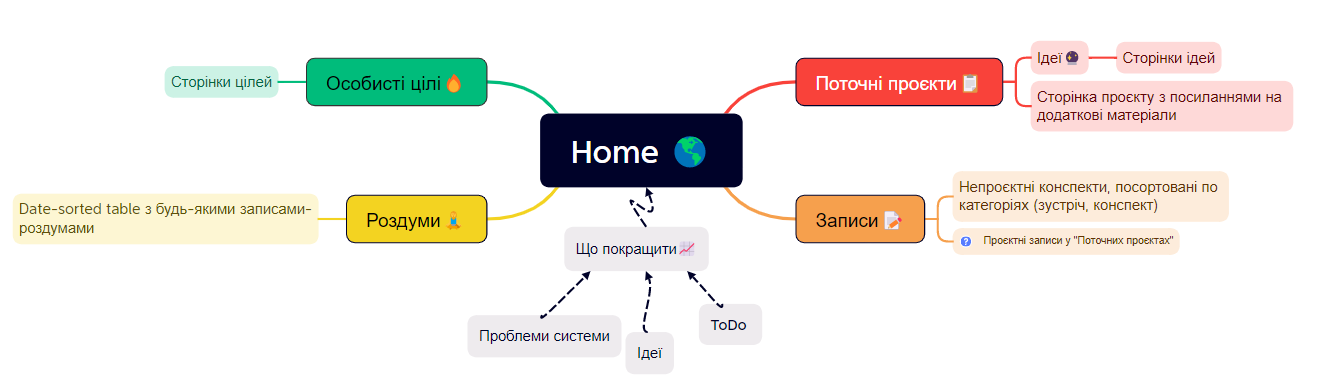 Home 🌎
Особисті цілі 🔥
Сторінки цілей
Роздуми 🧘
Date-sorted table з будь-якими записами-
роздумами
Поточні проєкти 📋
Ідеї 🔮
Сторінки ідей
Сторінка проєкту з посиланнями на
додаткові матеріали
Записи 📝
Непроєктні конспекти, посортовані по
категоріях (зустріч, конспект)
Проєктні записи у "Поточних проєктах"
Що покращити 📈
Проблеми системи
Ідеї
ToDo